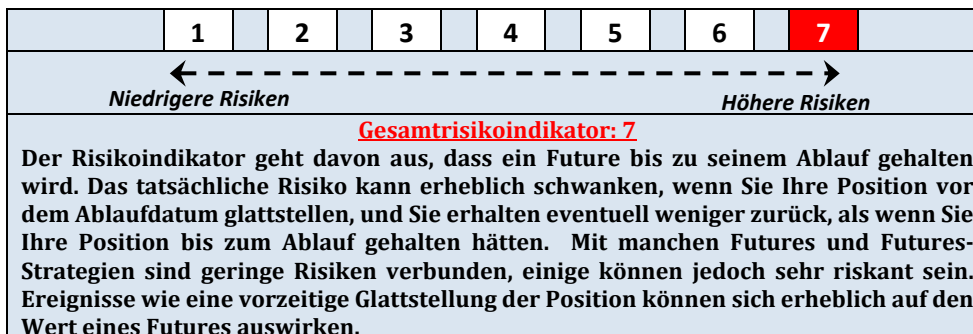 1 2 3 4 5 6 7
Niedrigere Risiken Höhere Risiken
Gesamtrisikoindikator: 7
Der Risikoindikator geht davon aus, dass ein Future bis zu seinem Ablauf gehalten
wird. Das tatsächliche Risiko kann erheblich schwanken, wenn Sie Ihre Position vor
dem Ablaufdatum glattstellen, und Sie erhalten eventuell weniger zurück, als wenn Sie
Ihre Position bis zum Ablauf gehalten hätten. Mit manchen Futures und Futures-
Strategien sind geringe Risiken verbunden, einige können jedoch sehr riskant sein.
Ereignisse wie eine vorzeitige Glattstellung der Position können sich erheblich auf den
Wert eines Futures auswirken.